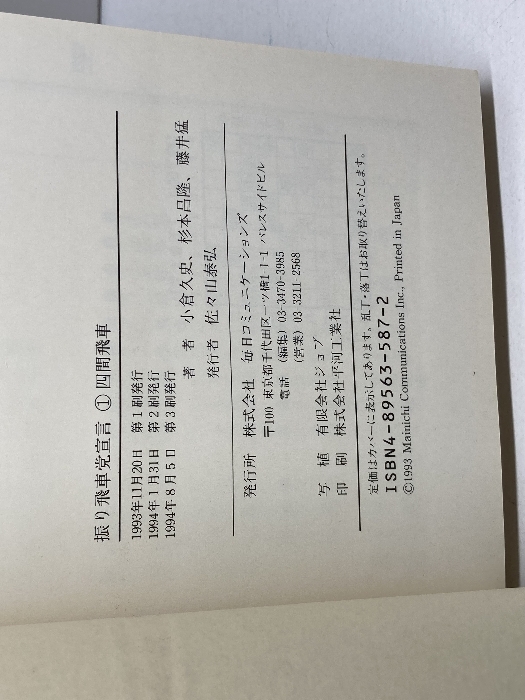 振り飛車党宣言 ① 四間飛車
1993年11月20日 第1刷発行
1994年1月31日 第2刷発行
1994年8月5日 第3刷発行
著者 小倉久史、杉本昌隆、藤井猛
発行者 佐々山泰弘
発行所 株式会社 毎日コミュニケーションズ
〒100 東京都千代田区一ツ橋1-1-1 パレスサイドビル
電話 (編集) 03-3470-3985
(営業) 03-3211-2568
写植 有限会社ジョブ
印刷 株式会社平河工業社
定価はカバーに表示してあります。乱丁・落丁はお取り替えいたします。
ISBN4-89563-587-2
©1993 Mainichi Communications Inc., Printed in Japan